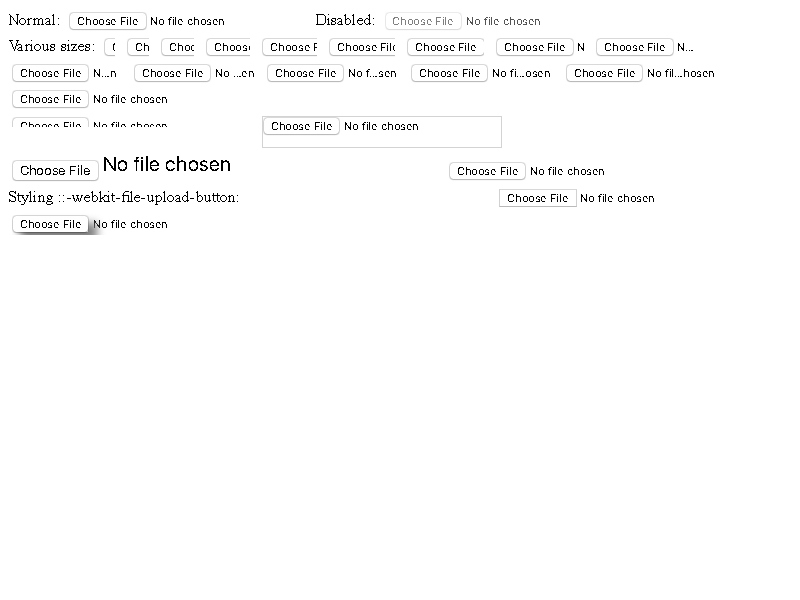 Normal: Choose File No file chosen Disabled: Choose File No file chosen
Various sizes: ( Ch Choc Choose Choose F Choose File Choose File Choose File N Choose File N...
Choose File N...n Choose File No ...en Choose File No f...sen Choose File No fi...osen Choose File No fil...hosen
Choose File No file chosen
Choose File No file chosen Choose File No file chosen
Choose File No file chosen Choose File No file chosen
Styling ::-webkit-file-upload-button: Choose File No file chosen
Choose File No file chosen